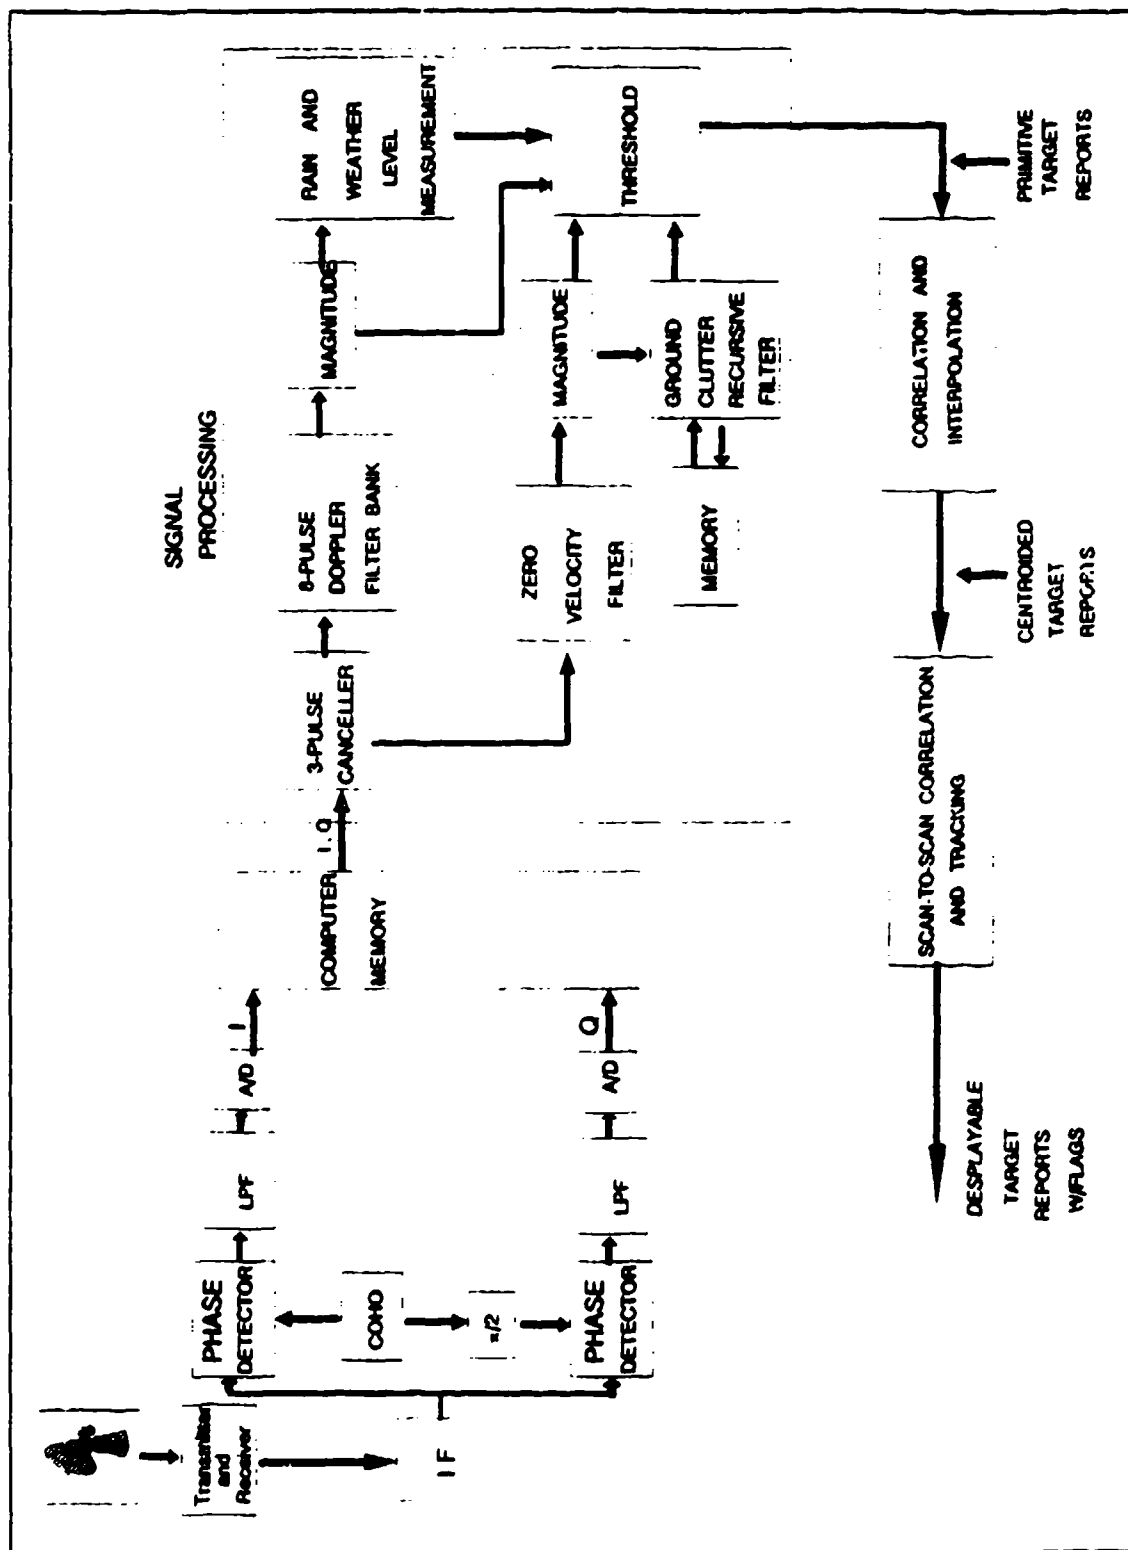 SIGNAL
PROCESSING
Transmitter
and
Receiver
I F
PHASE
DETECTOR
LPF
A/D
I
COHO
π/2
PHASE
DETECTOR
LPF
A/D
Q
COMPUTER
MEMORY
I, Q
3-PULSE
CANCELLER
8-PULSE
DOPPLER
FILTER BANK
MAGNITUDE
RAIN AND
WEATHER
LEVEL
MEASUREMENT
ZERO
VELOCITY
FILTER
MAGNITUDE
THRESHOLD
MEMORY
GROUND
CLUTTER
RECURSIVE
FILTER
PRIMITIVE
TARGET
REPORTS
CORRELATION AND
INTERPOLATION
CENTROIDED
TARGET
REPORTS
SCAN-TO-SCAN CORRELATION
AND TRACKING
DESPLAYABLE
TARGET
REPORTS
W/FLAGS